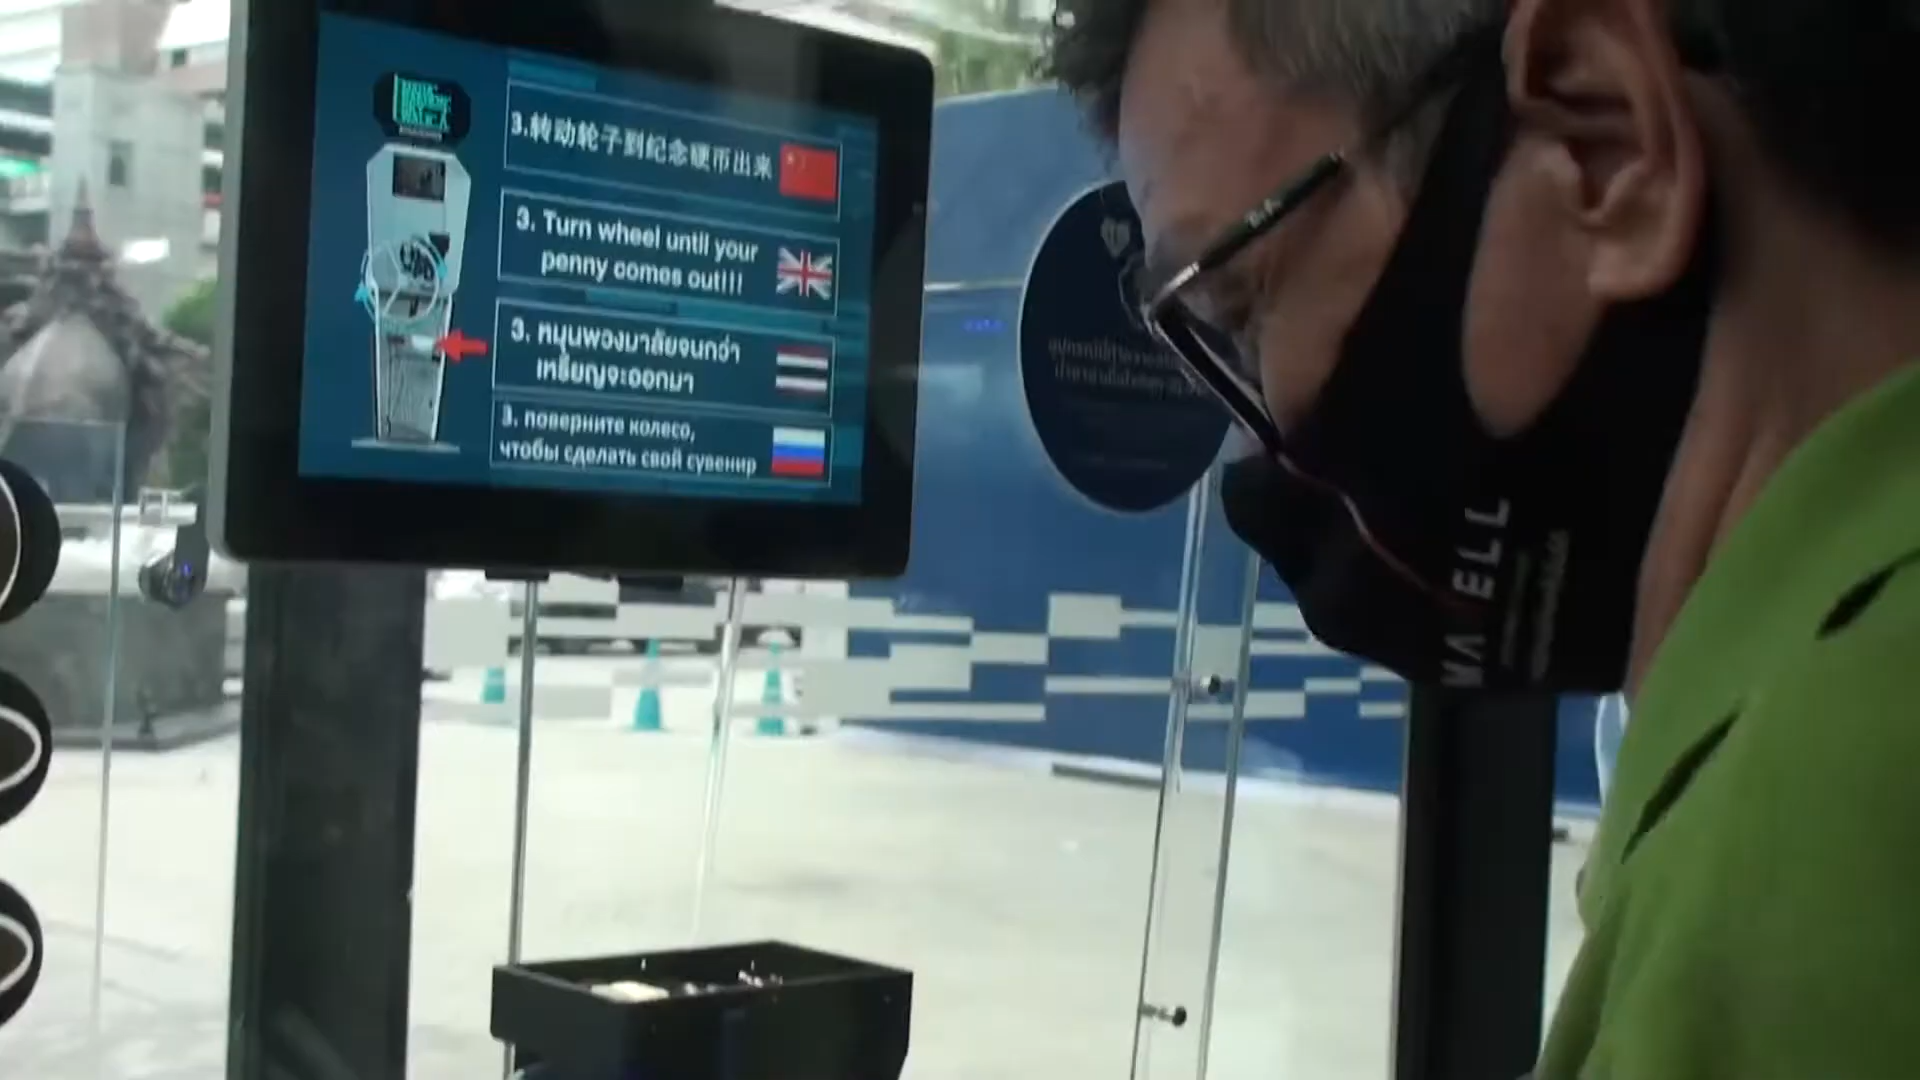 3.转动轮子到纪念硬币出来
3. Turn wheel until your
penny comes out!!!
3. หมุนพวงมาลัยจนกว่า
เหรียญจะออกมา
3. поверните колесо,
чтобы сделать свой сувенир
MAXELL